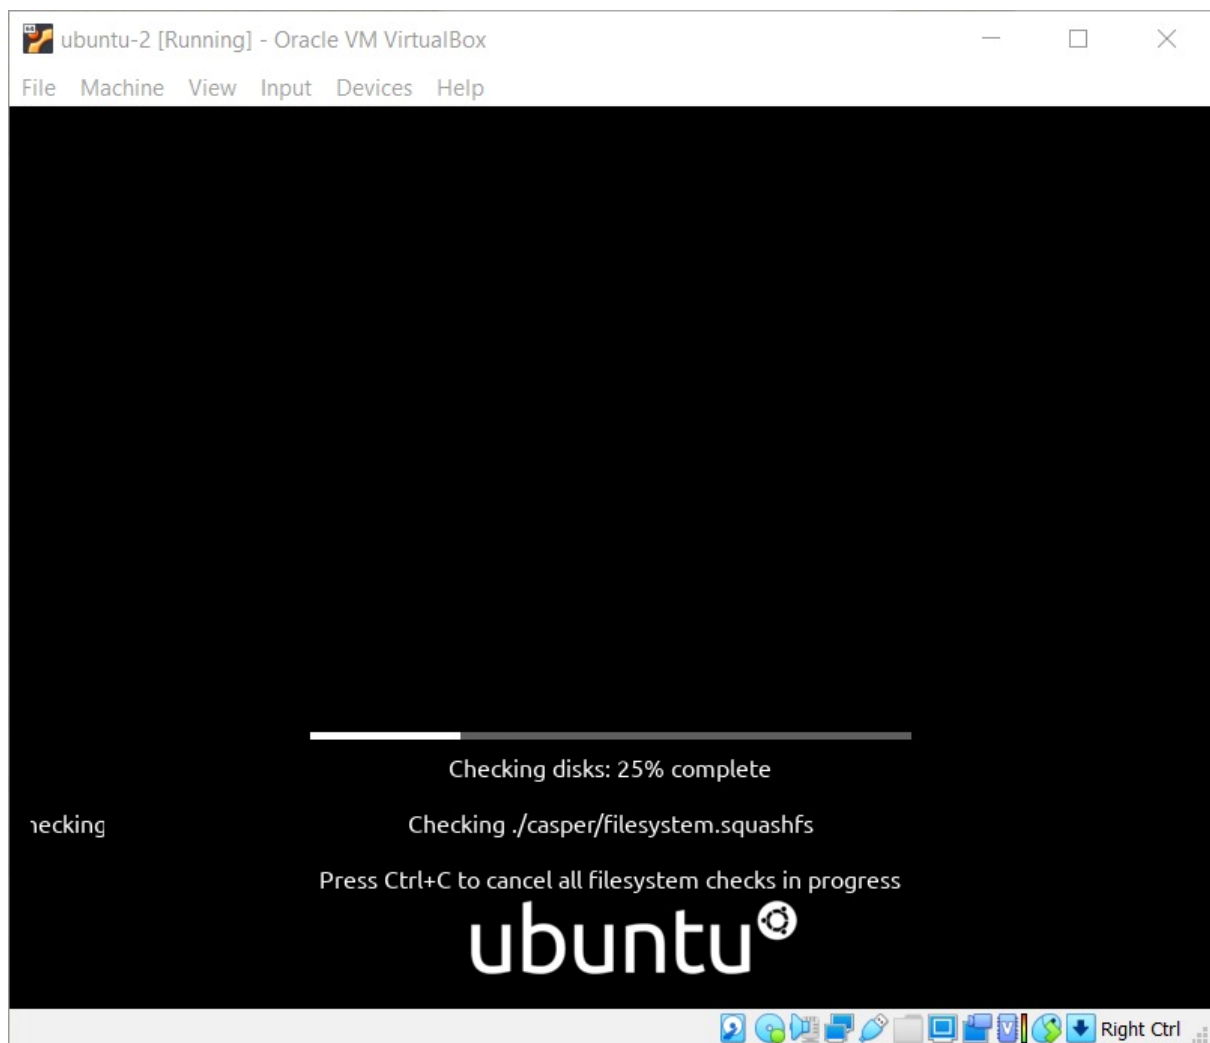 ubuntu-2 [Running] - Oracle VM VirtualBox
File Machine View Input Devices Help
Checking disks: 25% complete
necking Checking ./casper/filesystem.squashfs
Press Ctrl+C to cancel all filesystem checks in progress
ubuntu
Right Ctrl